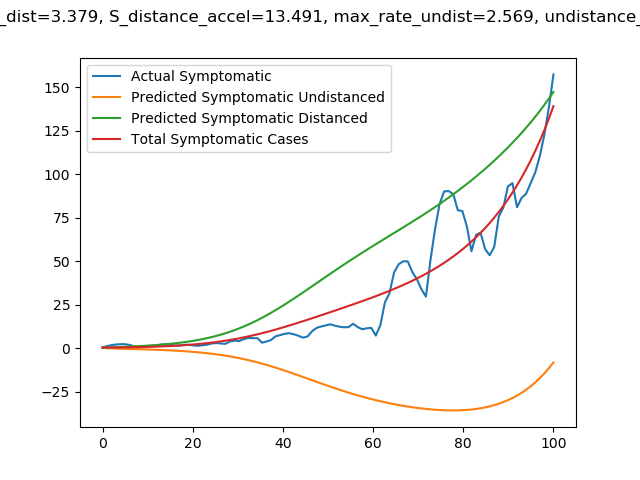 _dist=3.379, S_distance_accel=13.491, max_rate_undist=2.569, undistance_
Actual Symptomatic
Predicted Symptomatic Undistanced
Predicted Symptomatic Distanced
Total Symptomatic Cases
150
125
100
75
50
25
0
−25
0 20 40 60 80 100